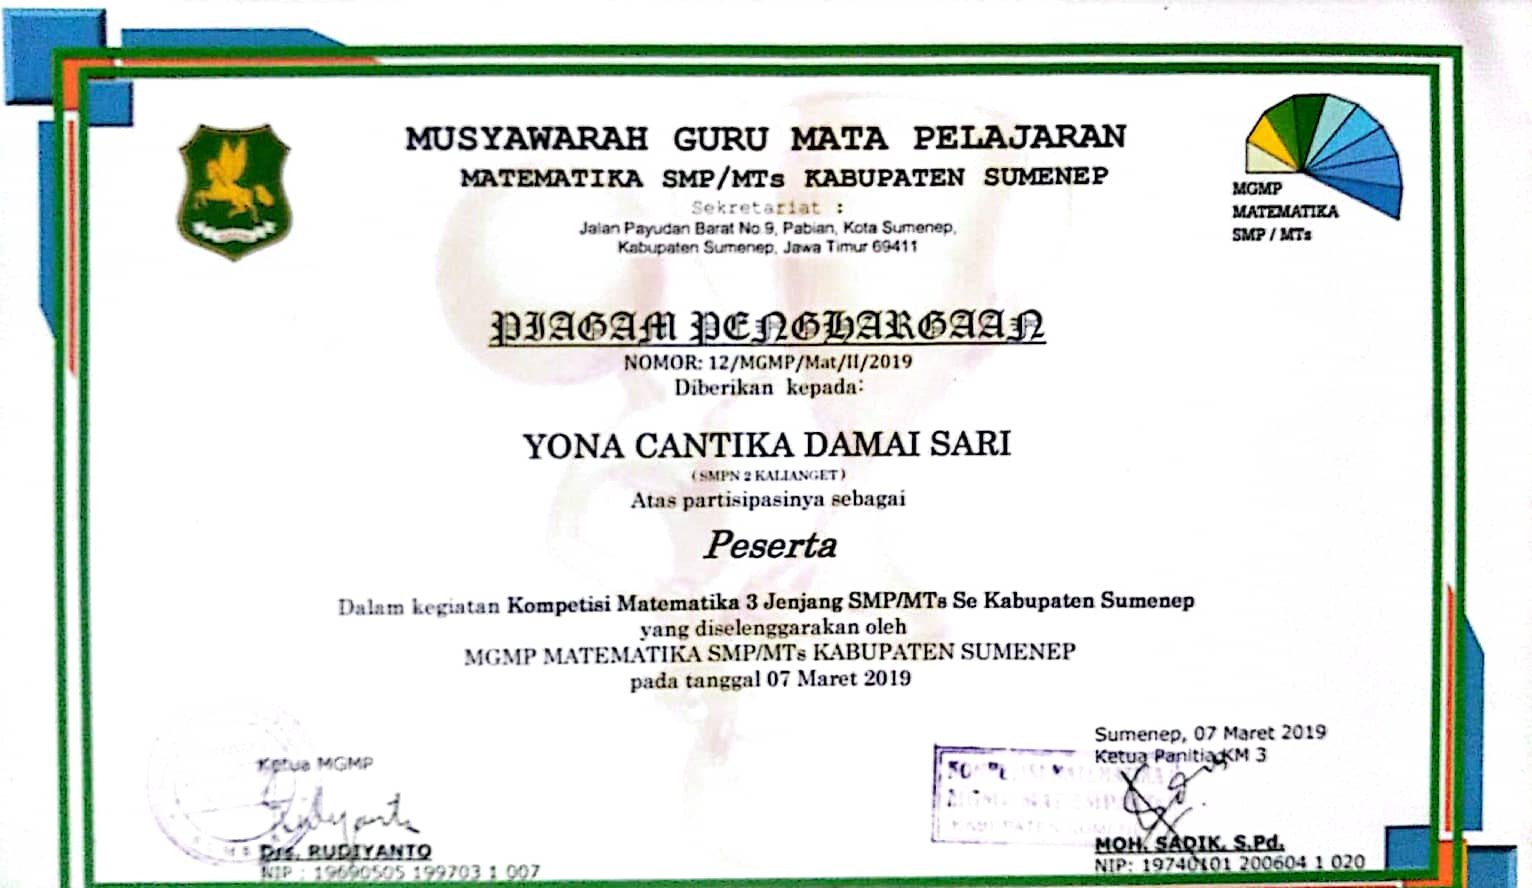 MUSYAWARAH GURU MATA PELAJARAN
MATEMATIKA SMP/MTs KABUPATEN SUMENEP
Sekretariat :
Jalan Payudan Barat No.9, Pabian, Kota Sumenep,
Kabupaten Sumenep, Jawa Timur 69411
MGMP
MATEMATIKA
SMP / MTs
PIAGAM PENGHARGAAN
NOMOR: 12/MGMP/Mat/II/2019
Diberikan kepada:
YONA CANTIKA DAMAI SARI
(SMPN 2 KALIANGET)
Atas partisipasinya sebagai
Peserta
Dalam kegiatan Kompetisi Matematika 3 Jenjang SMP/MTs Se Kabupaten Sumenep
yang diselenggarakan oleh
MGMP MATEMATIKA SMP/MTs KABUPATEN SUMENEP
pada tanggal 07 Maret 2019
Ketua MGMP
Drs. RUDIYANTO
NIP : 19690505 199703 1 007
Sumenep, 07 Maret 2019
Ketua Panitia KM 3
MOH. SADIK, S.Pd.
NIP: 19740101 200604 1 020